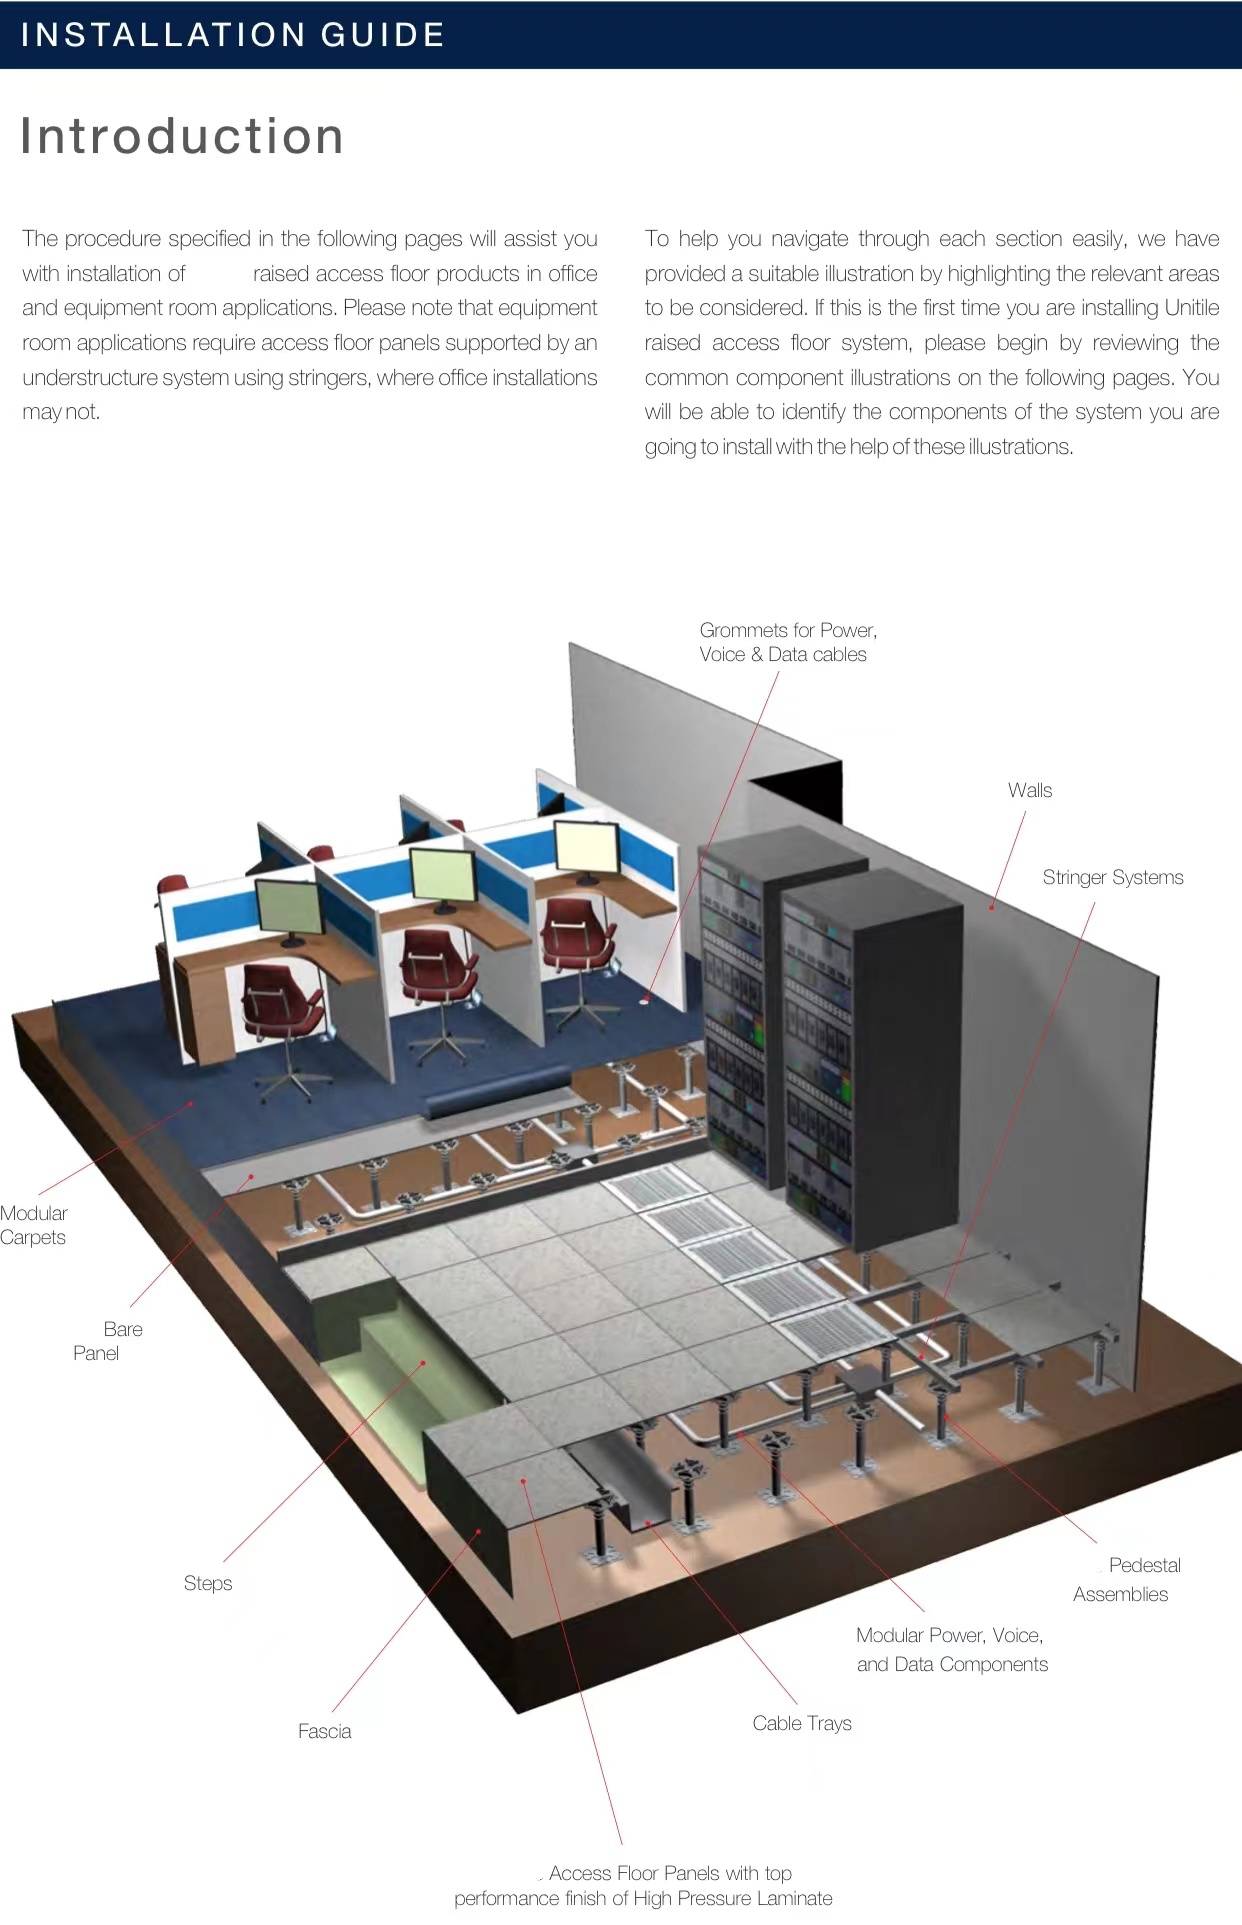 INSTALLATION GUIDE
Introduction
The procedure specified in the following pages will assist you
with installation of raised access floor products in office
and equipment room applications. Please note that equipment
room applications require access floor panels supported by an
understructure system using stringers, where office installations
may not.
To help you navigate through each section easily, we have
provided a suitable illustration by highlighting the relevant areas
to be considered. If this is the first time you are installing Unitile
raised access floor system, please begin by reviewing the
common component illustrations on the following pages. You
will be able to identify the components of the system you are
going to install with the help of these illustrations.
Grommets for Power,
Voice & Data cables
Walls
Stringer Systems
Modular
Carpets
Bare
Panel
Steps
Fascia
Pedestal
Assemblies
Modular Power, Voice,
and Data Components
Cable Trays
Access Floor Panels with top
performance finish of High Pressure Laminate